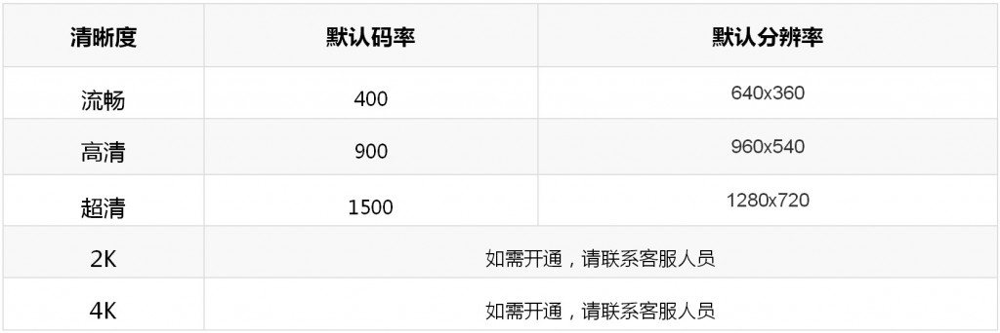 清晰度 默认码率 默认分辨率
流畅 400 640x360
高清 900 960x540
超清 1500 1280x720
2K 如需开通，请联系客服人员
4K 如需开通，请联系客服人员